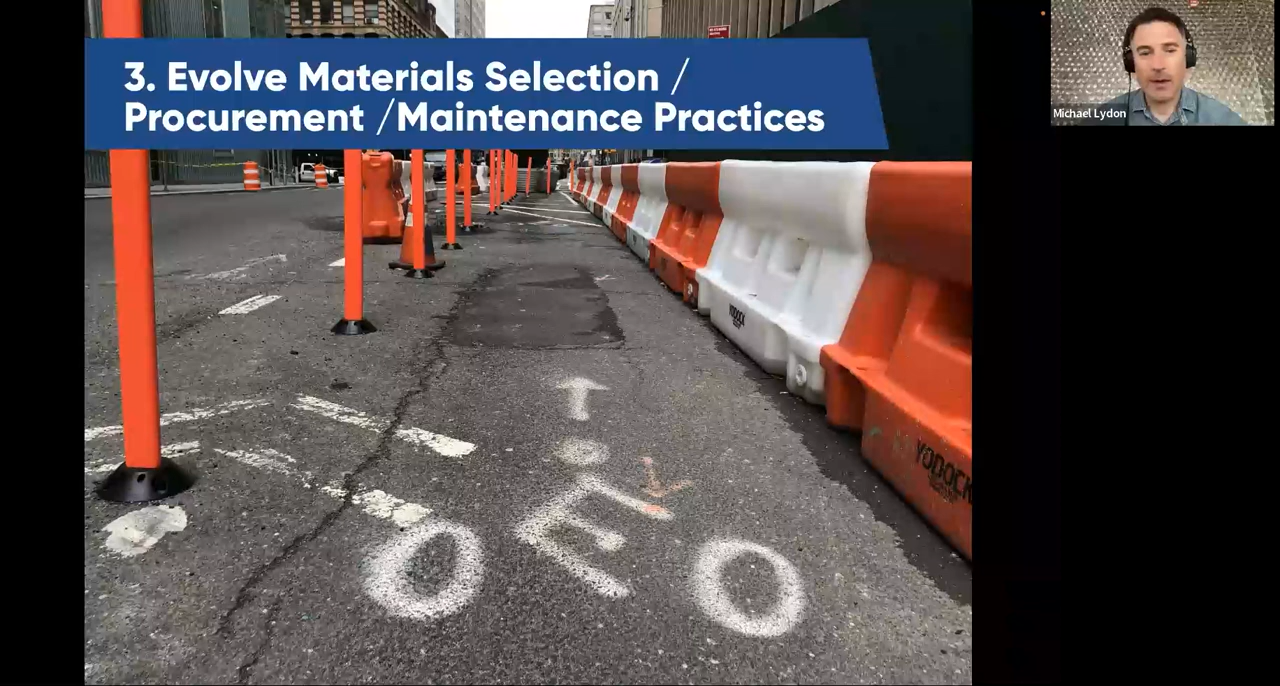 3. Evolve Materials Selection /
Procurement /Maintenance Practices
Michael Lydon
YODOCK
YODOCK